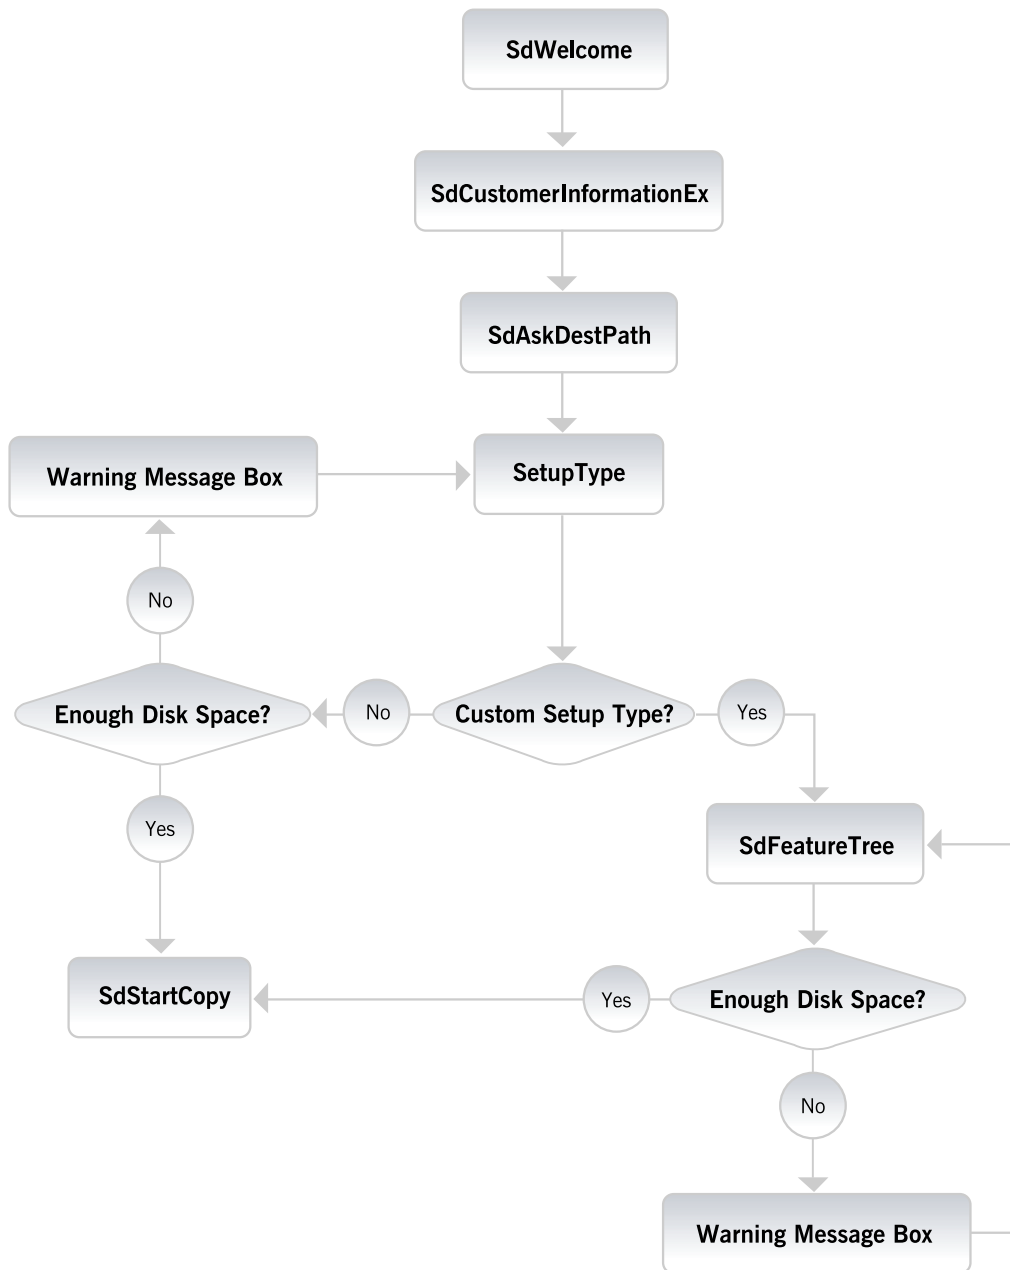 SdWelcome
SdCustomerInformationEx
SdAskDestPath
Warning Message Box
SetupType
No
Enough Disk Space?
No
Custom Setup Type?
Yes
Yes
SdFeatureTree
SdStartCopy
Yes
Enough Disk Space?
No
Warning Message Box